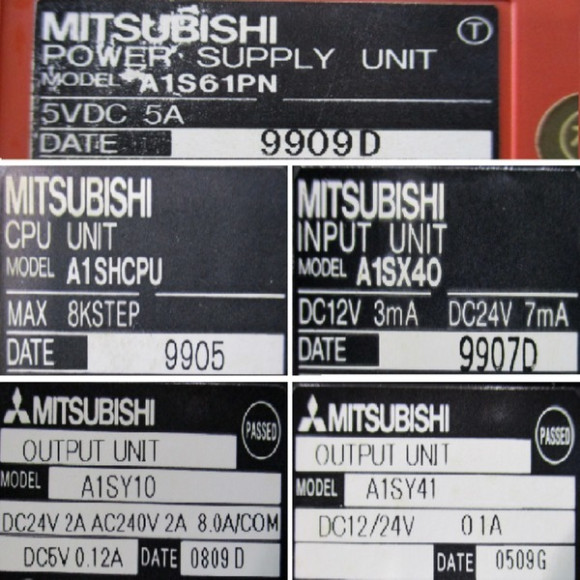 MITSUBISHI
T
POWER SUPPLY UNIT
MODEL A1S61PN
5VDC 5A
DATE 9909D
MITSUBISHI
CPU UNIT
MODEL A1SHCPU
MAX 8KSTEP
DATE 9905
MITSUBISHI
INPUT UNIT
MODEL A1SX40
DC12V 3mA DC24V 7mA
DATE 9907D
MITSUBISHI
PASSED
OUTPUT UNIT
MODEL A1SY10
DC24V 2A AC240V 2A 8.0A/COM
DC5V 0.12A DATE 0809D
MITSUBISHI
PASSED
OUTPUT UNIT
MODEL A1SY41
DC12/24V 0.1A
DATE 0509G